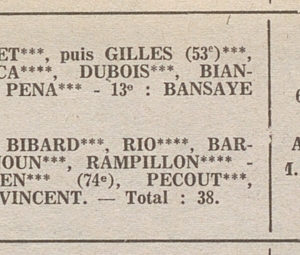 ET***, puis GILLES (53e)***,
CA****, DUBOIS***, BIAN-
PENA*** - 13e : BANSAYE
BIBARD***, RIO****, BAR-
HOUN***, RAMPILLON**** -
EN*** (74e), PECOUT***,
VINCENT. — Total : 38.